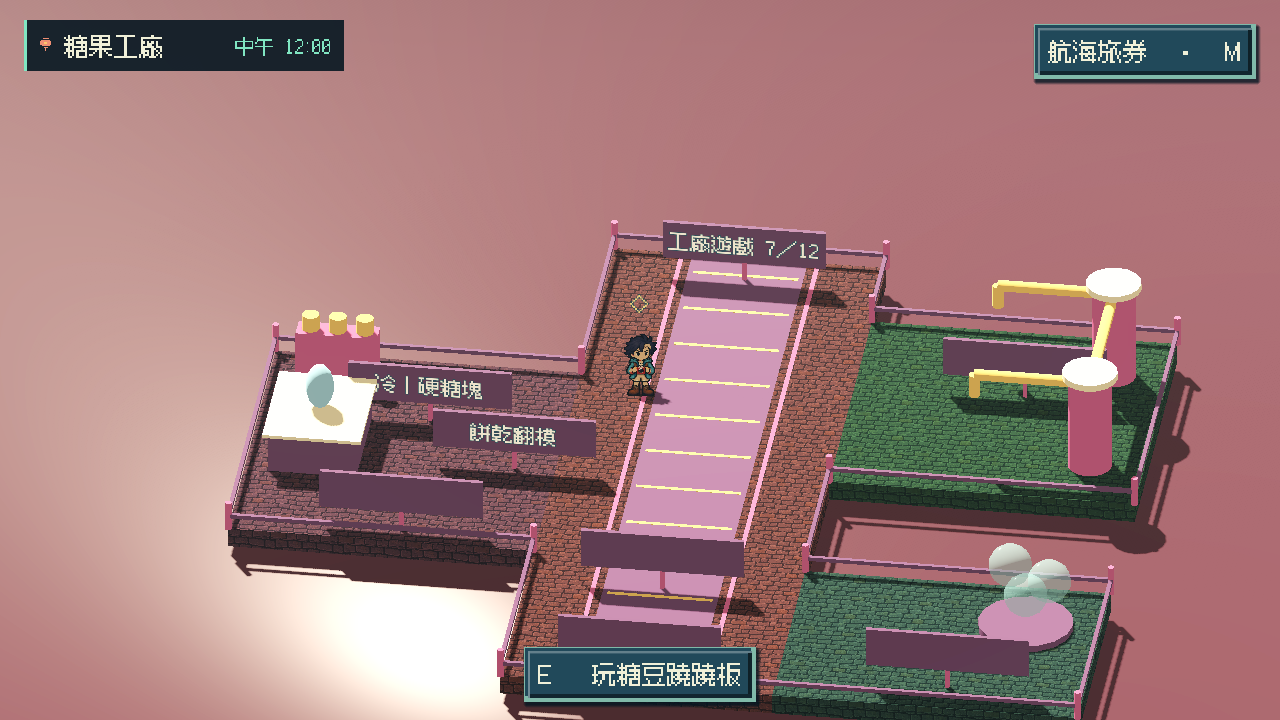 糖果工廠 中午 12:00
航海旅券 · M
工廠遊戲 7/12
冷|硬糖塊
餅乾翻模
E 玩糖豆蹺蹺板